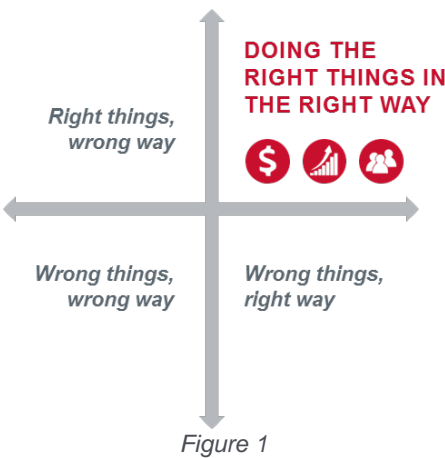 DOING THE
RIGHT THINGS IN
THE RIGHT WAY
Right things,
wrong way
$
Wrong things,
wrong way
Wrong things,
right way
Figure 1